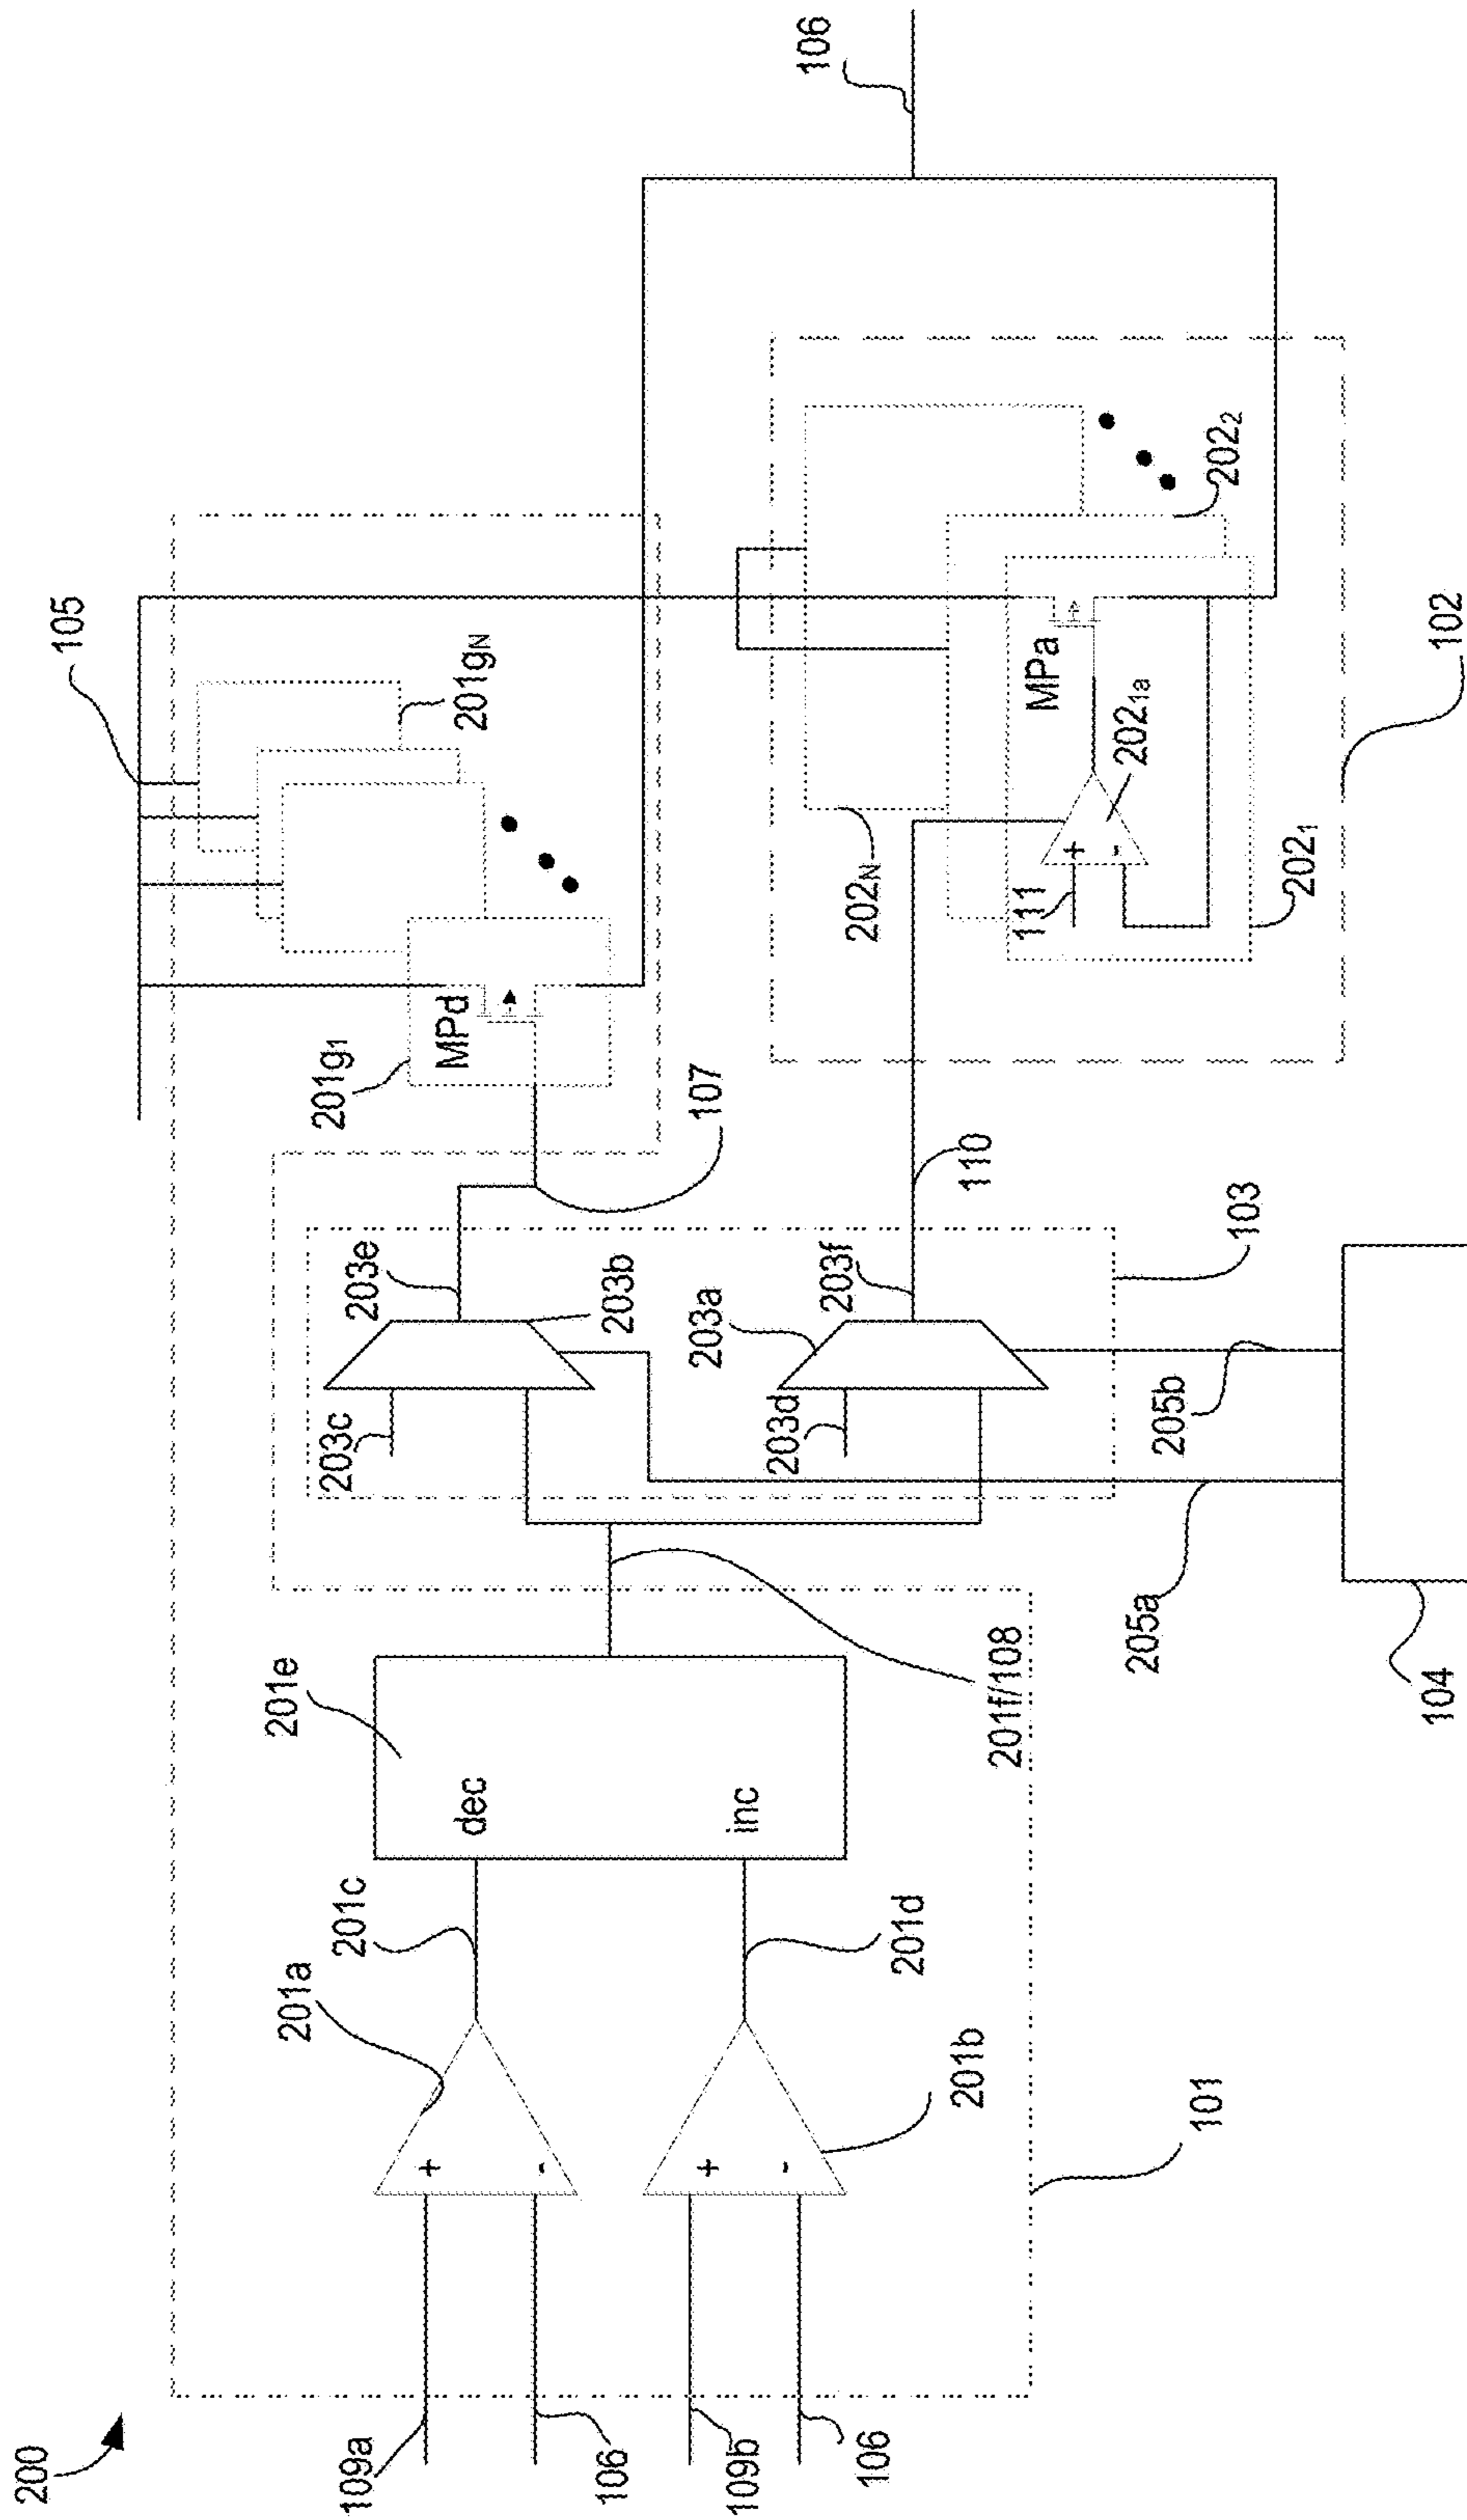 200
109a
106
109b
106
201a
201c
201b
201d
101
+
-
+
-
dec
inc
201e
201f/108
203c
203e
203b
203a
203d
203f
205a
205b
104
103
107
110
105
201g1
MPd
201gN
202N
111
+
-
MPa
2021a
2021
2022
102
106